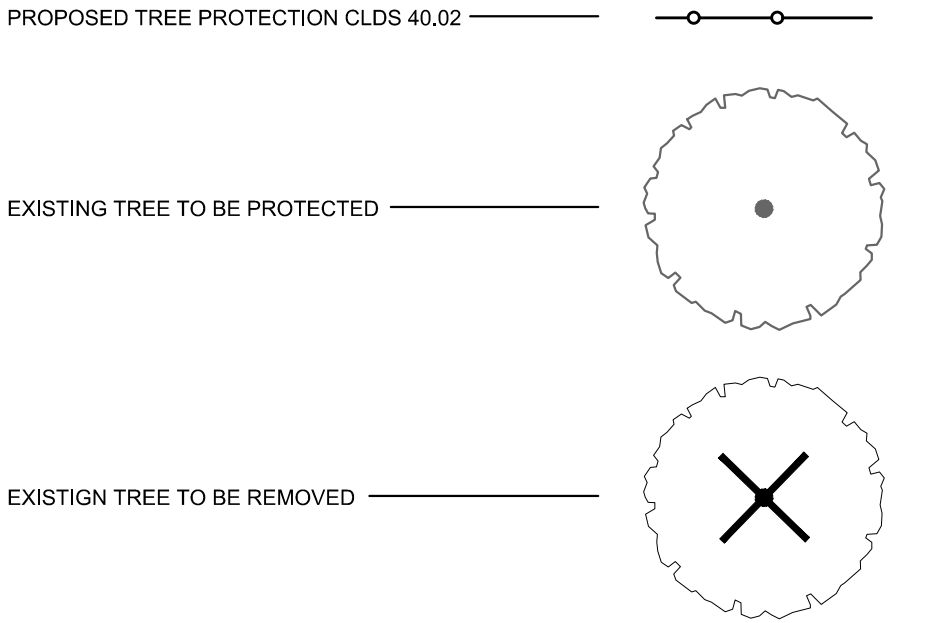 PROPOSED TREE PROTECTION CLDS 40.02
EXISTING TREE TO BE PROTECTED
EXISTIGN TREE TO BE REMOVED